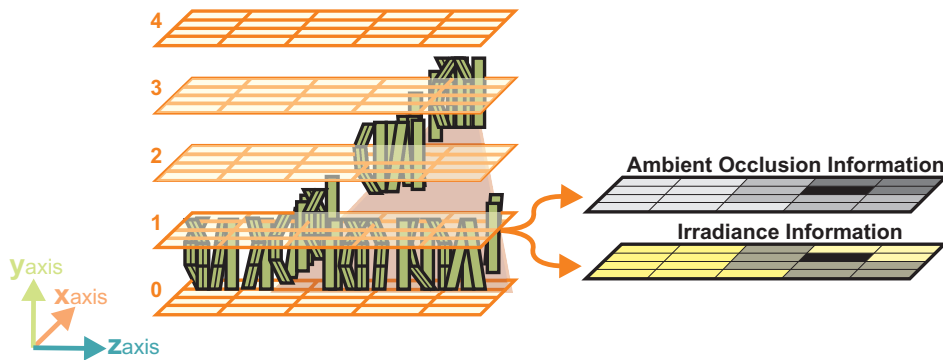 4
3
2
Ambient Occlusion Information
1
Irradiance Information
0
yaxis
xaxis
zaxis